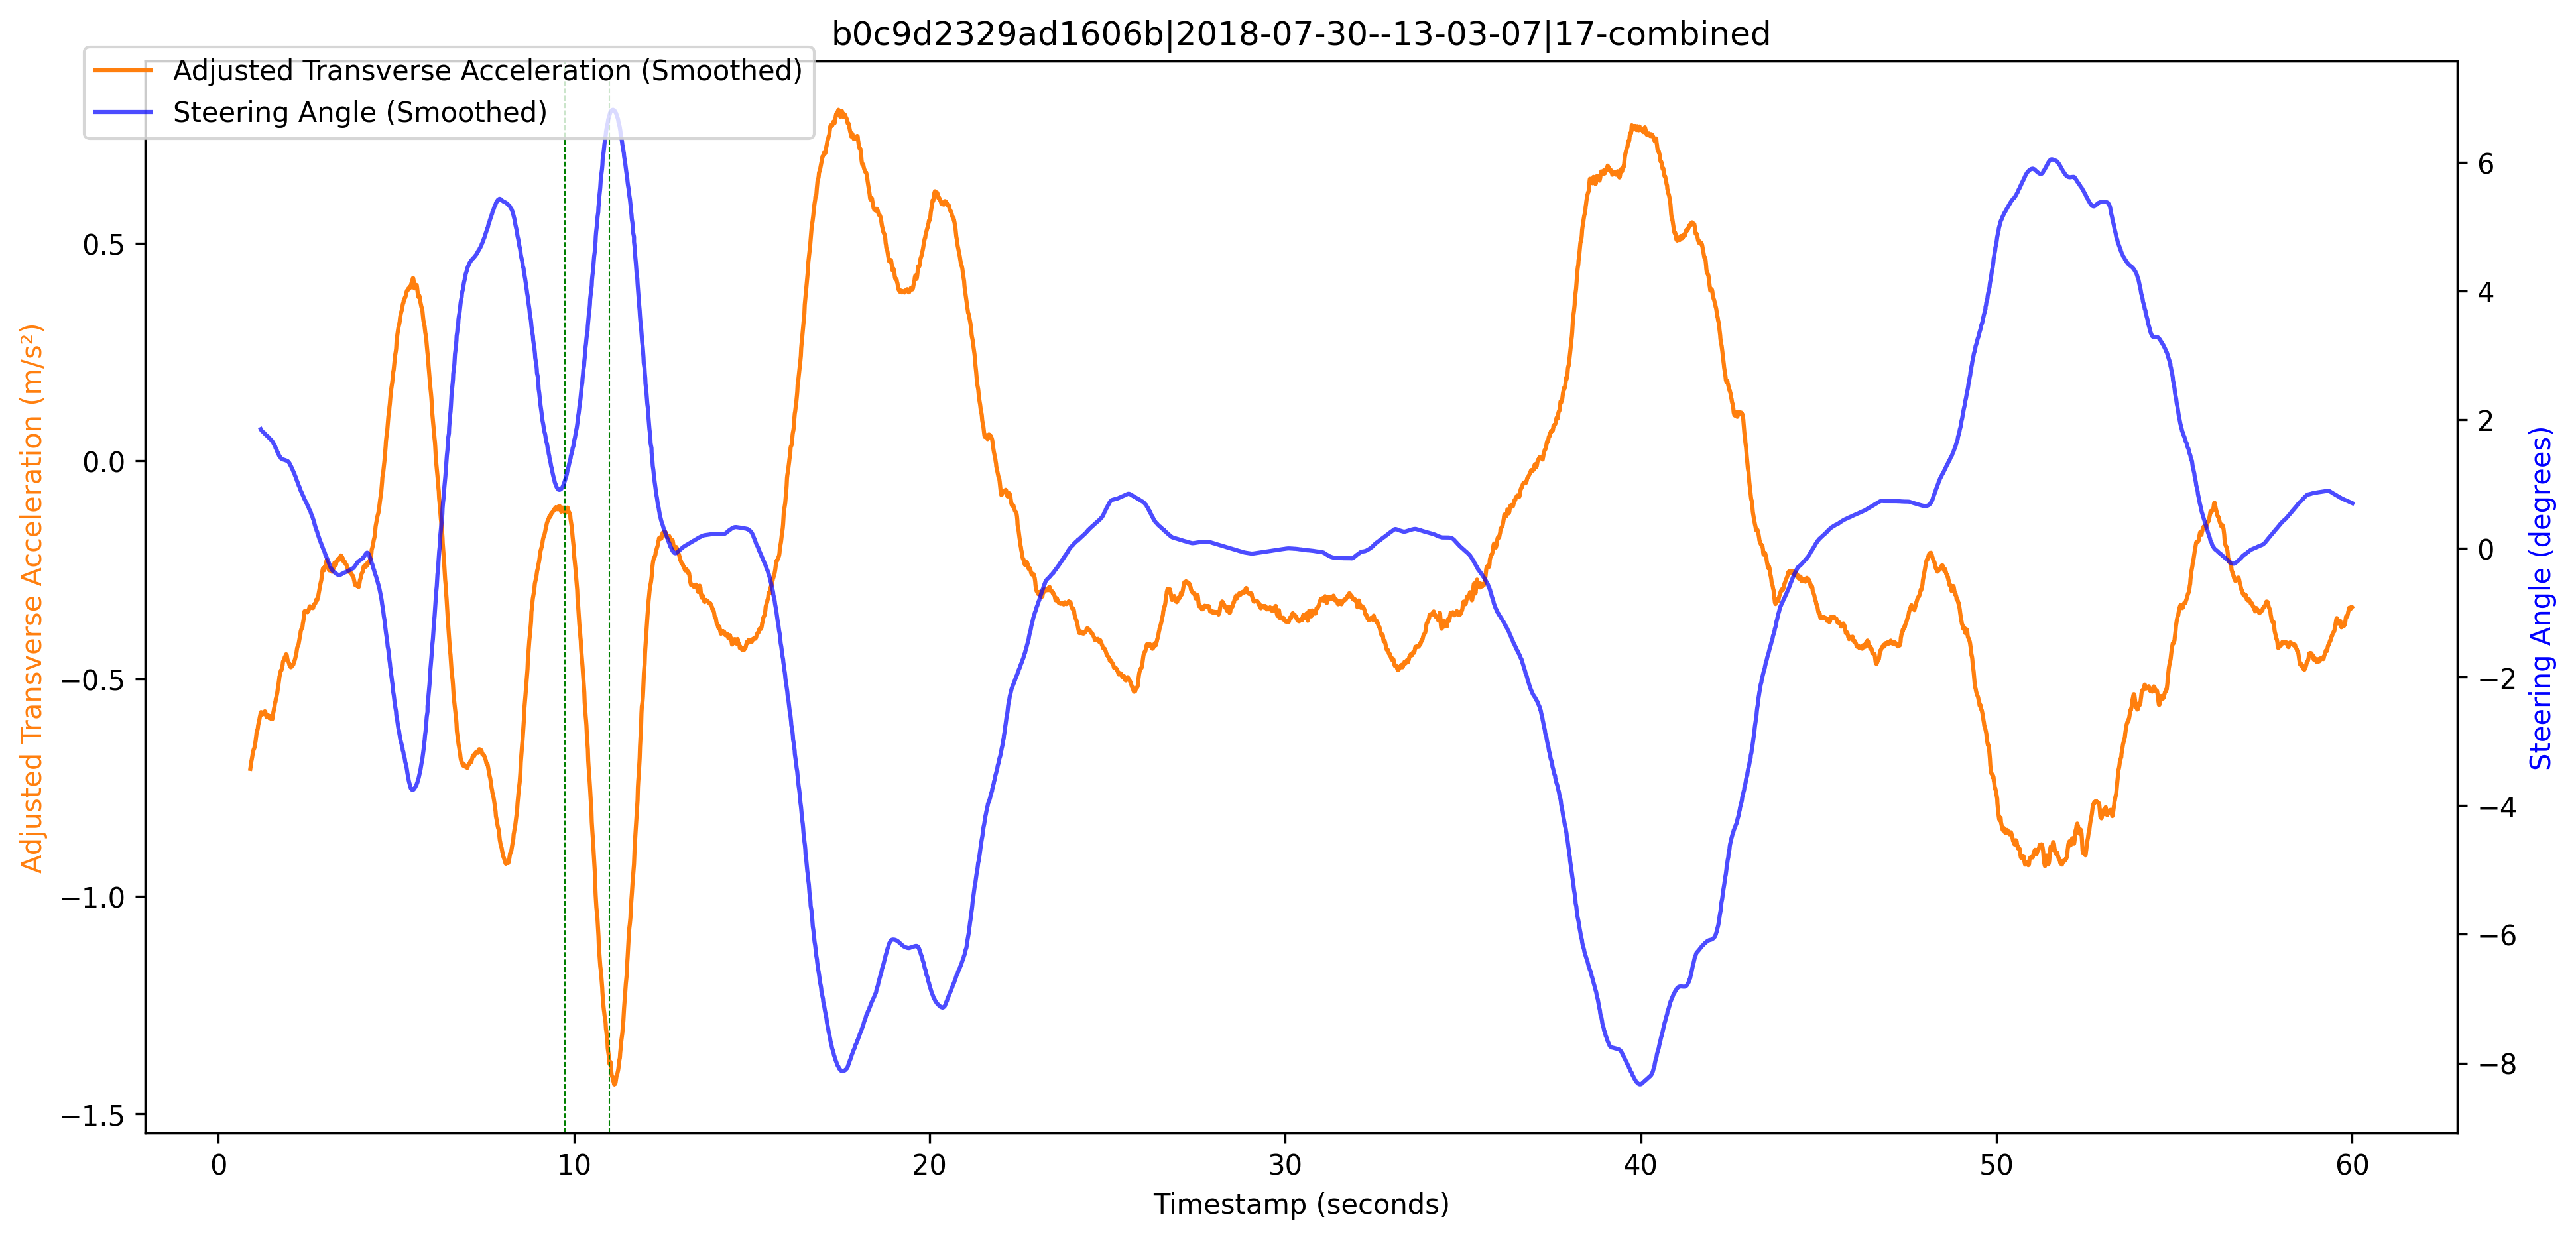 b0c9d2329ad1606b|2018-07-30--13-03-07|17-combined
Adjusted Transverse Acceleration (Smoothed)
Steering Angle (Smoothed)
Adjusted Transverse Acceleration (m/s²)
0.5
0.0
−0.5
−1.0
−1.5
6
4
2
0
−2
−4
−6
−8
Steering Angle (degrees)
0 10 20 30 40 50 60
Timestamp (seconds)